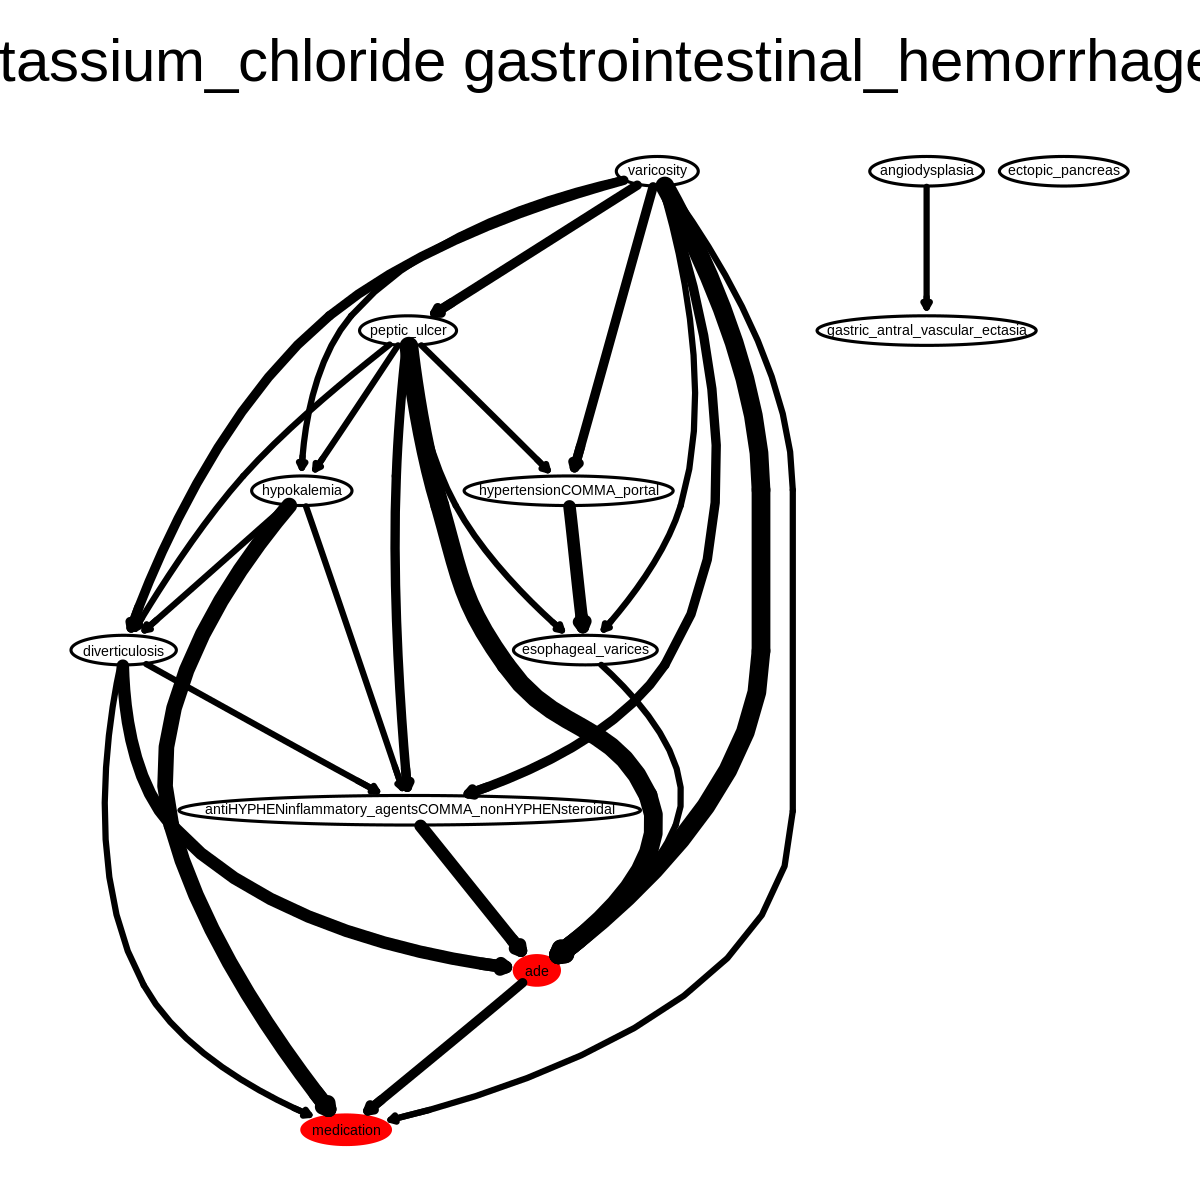 tassium_chloride gastrointestinal_hemorrhage
varicosity
angiodysplasia
ectopic_pancreas
peptic_ulcer
gastric_antral_vascular_ectasia
hypokalemia
hypertensionCOMMA_portal
diverticulosis
esophageal_varices
antiHYPHENinflammatory_agentsCOMMA_nonHYPHENsteroidal
ade
medication